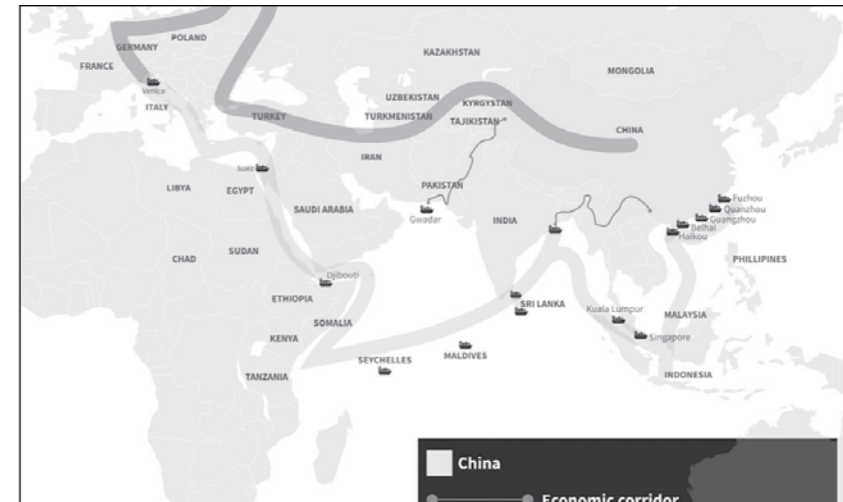 POLAND
GERMANY
FRANCE
KAZAKHSTAN
MONGOLIA
Venice
ITALY
UZBEKISTAN
KYRGYSTAN
TURKEY
TURKMENISTAN
TAJIKISTAN
CHINA
IRAN
Suez
LIBYA
EGYPT
PAKISTAN
SAUDI ARABIA
Gwadar
INDIA
Fuzhou
Quanzhou
Guangzhou
Belhai
Haikou
SUDAN
CHAD
PHILLIPINES
Djibouti
ETHIOPIA
SRI LANKA
Kuala Lumpur
MALAYSIA
SOMALIA
KENYA
Singapore
SEYCHELLES
MALDIVES
TANZANIA
INDONESIA
China
Economic corridor